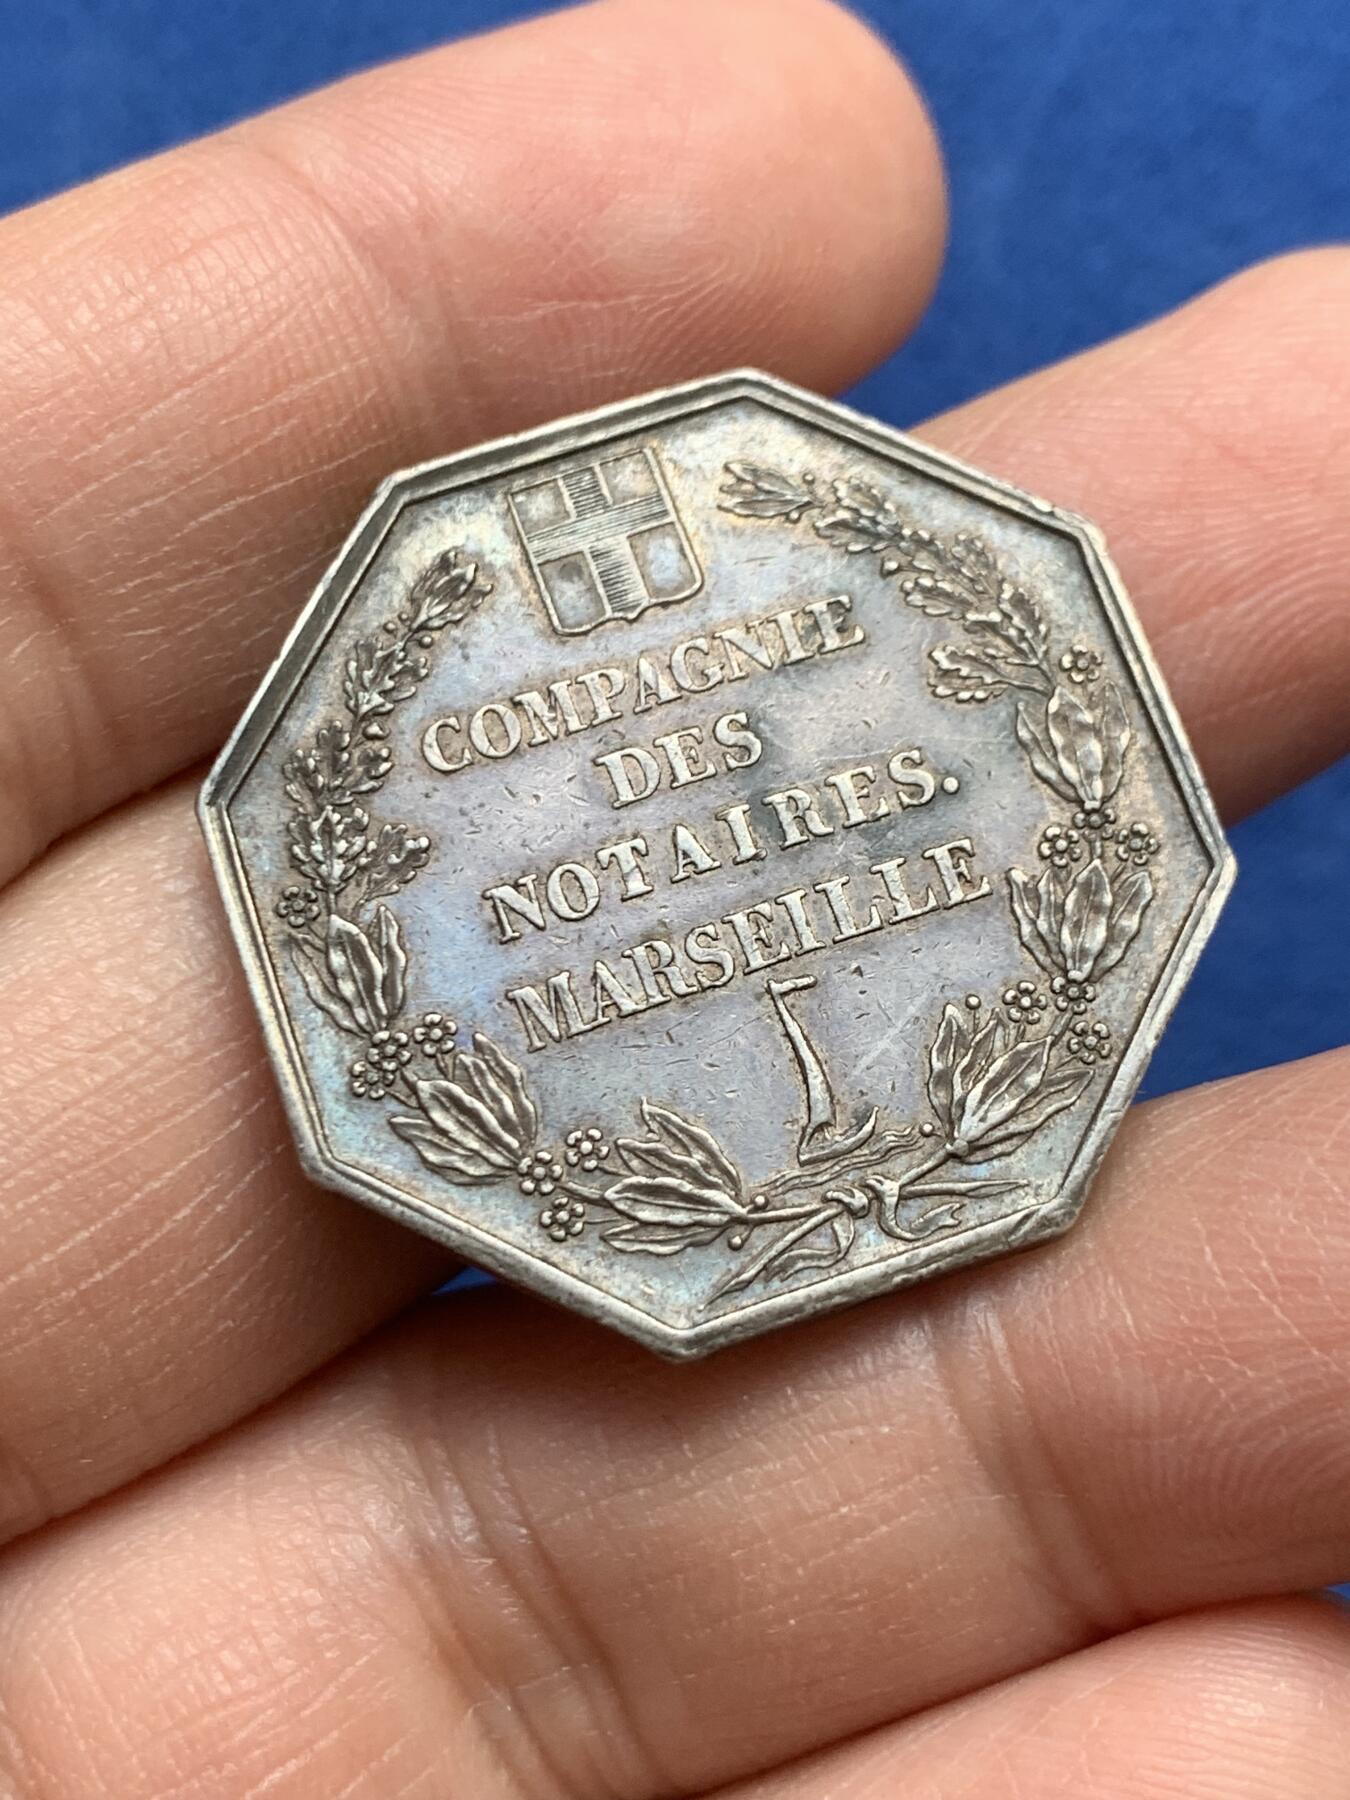 COMPAGNIE
DES
NOTAIRES.
MARSEILLE